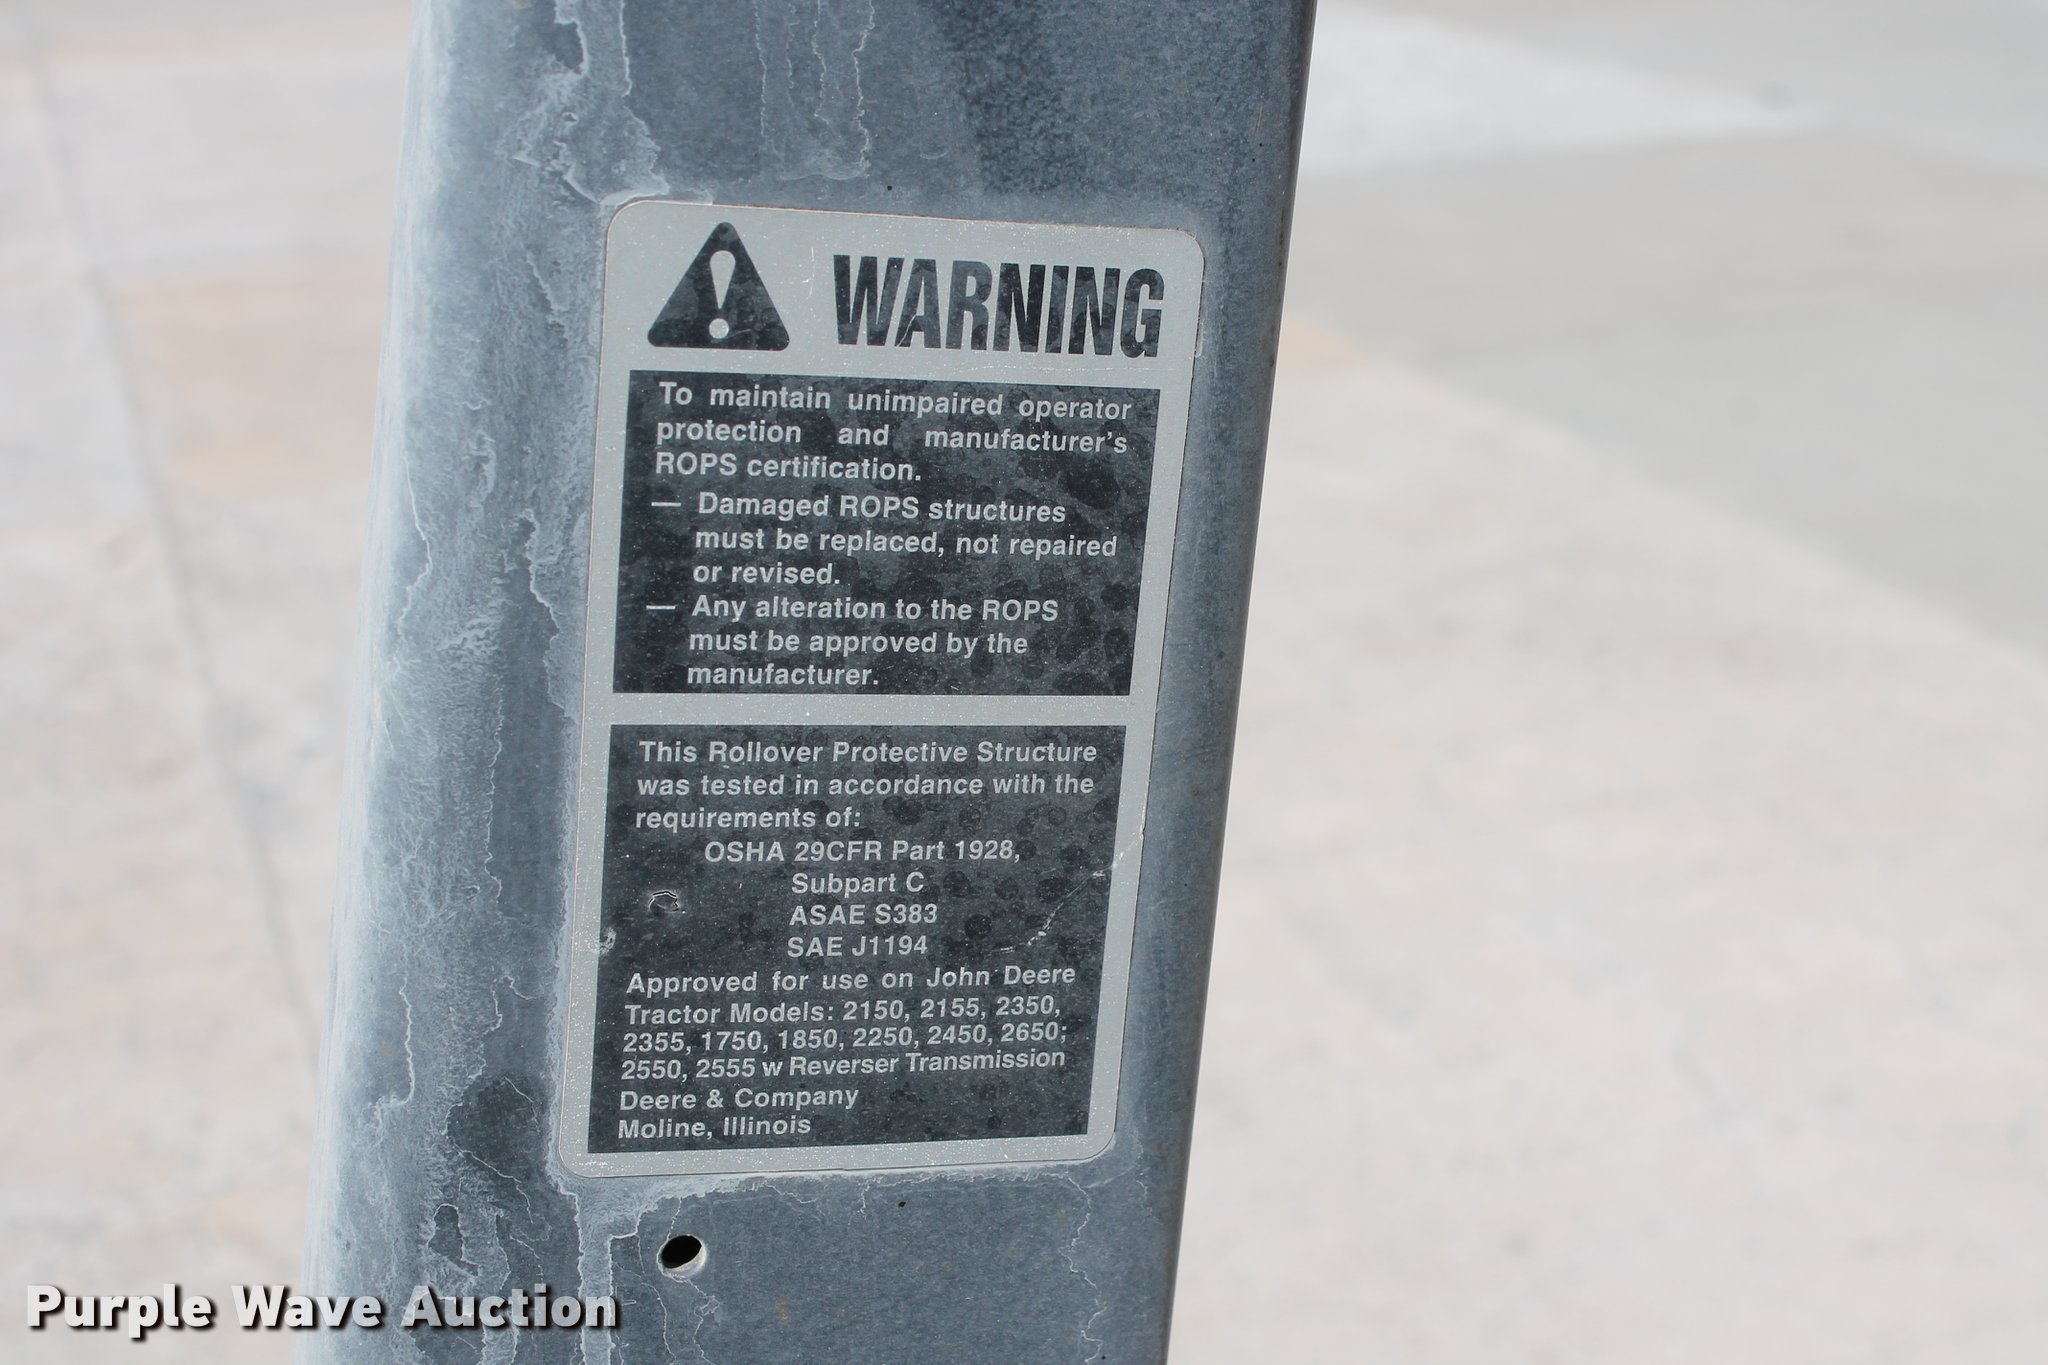 WARNING
To maintain unimpaired operator
protection and manufacturer's
ROPS certification.
— Damaged ROPS structures
must be replaced, not repaired
or revised.
— Any alteration to the ROPS
must be approved by the
manufacturer.
This Rollover Protective Structure
was tested in accordance with the
requirements of:
OSHA 29CFR Part 1928,
Subpart C
ASAE S383
SAE J1194
Approved for use on John Deere
Tractor Models: 2150, 2155, 2350,
2355, 1750, 1850, 2250, 2450, 2650;
2550, 2555 w Reverser Transmission
Deere & Company
Moline, Illinois
Purple Wave Auction